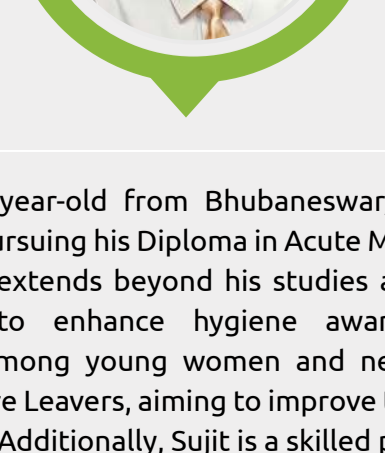 year-old from Bhubaneswar,
ursuing his Diploma in Acute M
extends beyond his studies a
to enhance hygiene awar
mong young women and ne
e Leavers, aiming to improve t
Additionally, Sujit is a skilled p